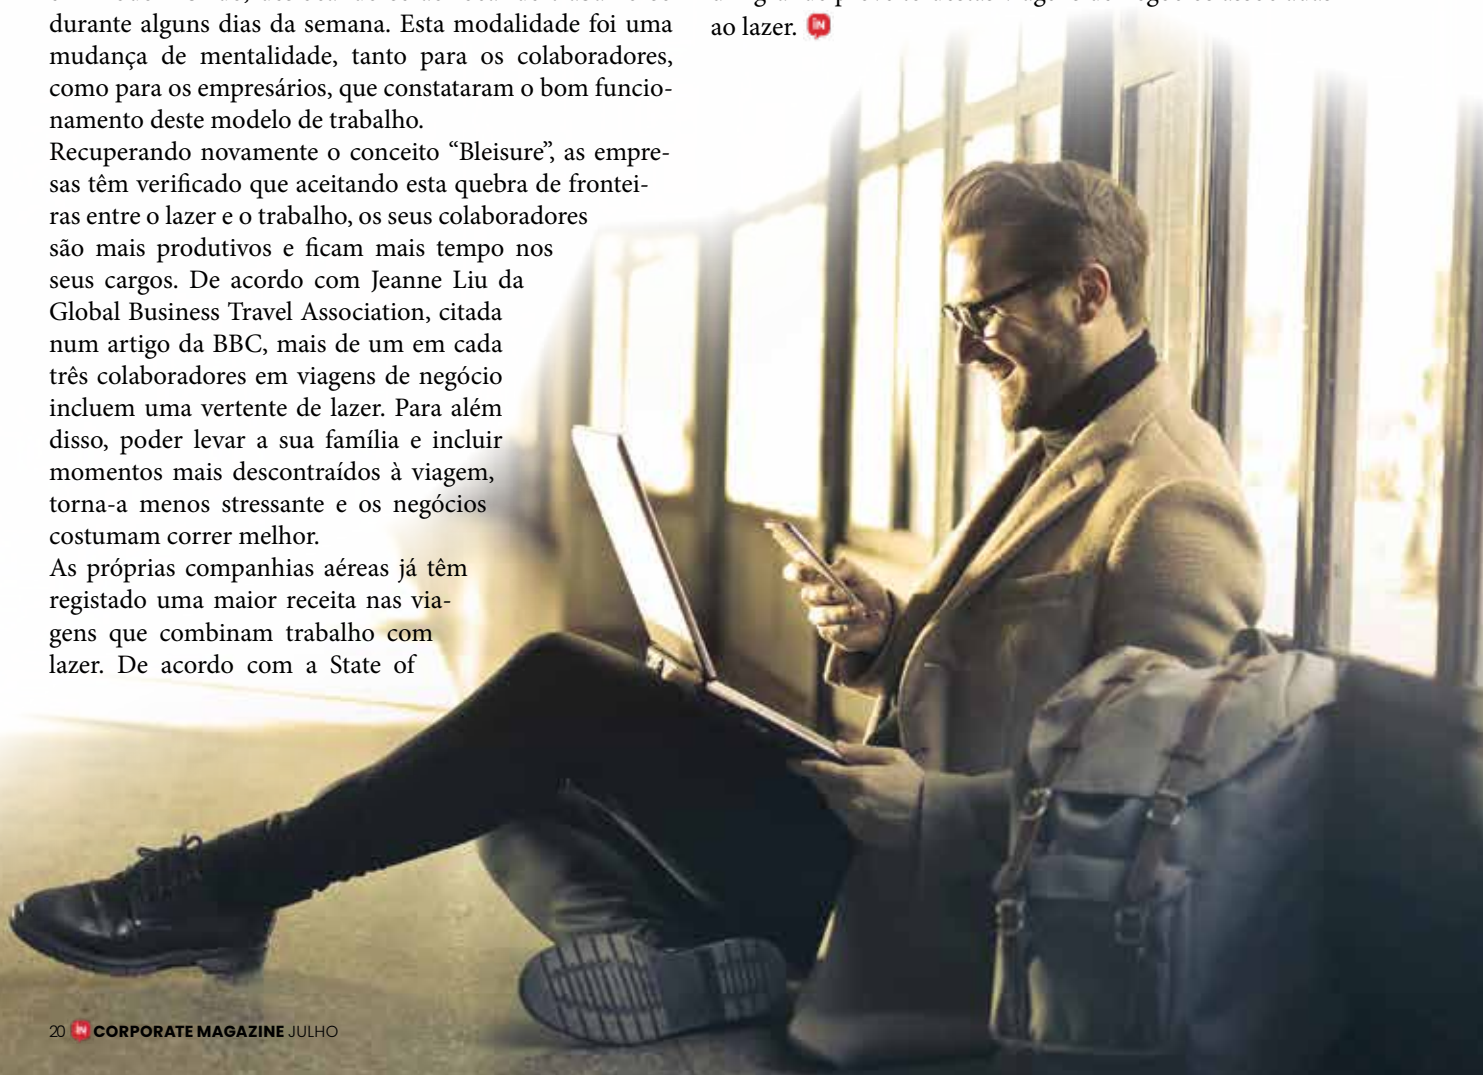 durante alguns dias da semana. Esta modalidade foi uma
mudança de mentalidade, tanto para os colaboradores,
como para os empresários, que constataram o bom funcio-
namento deste modelo de trabalho.
Recuperando novamente o conceito “Bleisure”, as empre-
sas têm verificado que aceitando esta quebra de frontei-
ras entre o lazer e o trabalho, os seus colaboradores
são mais produtivos e ficam mais tempo nos
seus cargos. De acordo com Jeanne Liu da
Global Business Travel Association, citada
num artigo da BBC, mais de um em cada
três colaboradores em viagens de negócio
incluem uma vertente de lazer. Para além
disso, poder levar a sua família e incluir
momentos mais descontraídos à viagem,
torna-a menos stressante e os negócios
costumam correr melhor.
As próprias companhias aéreas já têm
registado uma maior receita nas via-
gens que combinam trabalho com
lazer. De acordo com a State of
ao lazer. IN
20 IN CORPORATE MAGAZINE JULHO